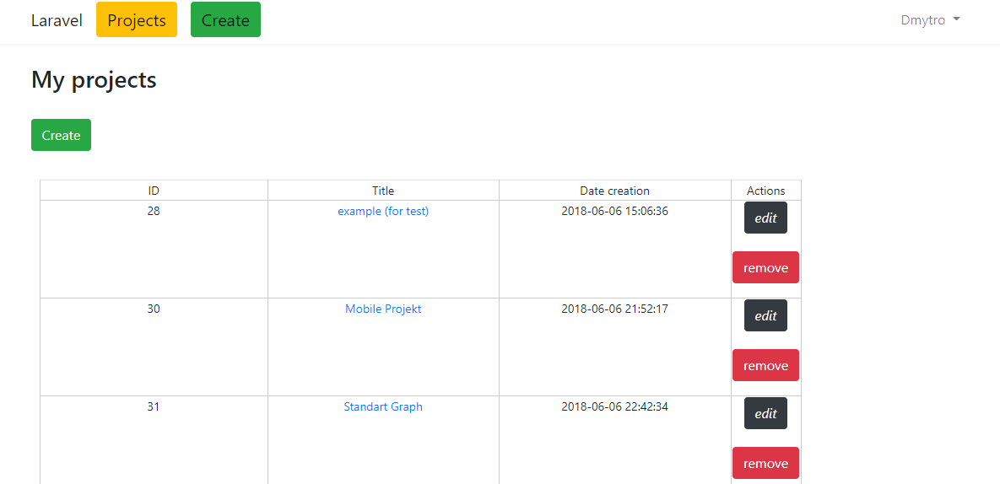 Laravel Projects Create Dmytro
My projects
Create
ID Title Date creation Actions
28 example (for test) 2018-06-06 15:06:36 edit
remove
30 Mobile Projekt 2018-06-06 21:52:17 edit
remove
31 Standart Graph 2018-06-06 22:42:34 edit
remove